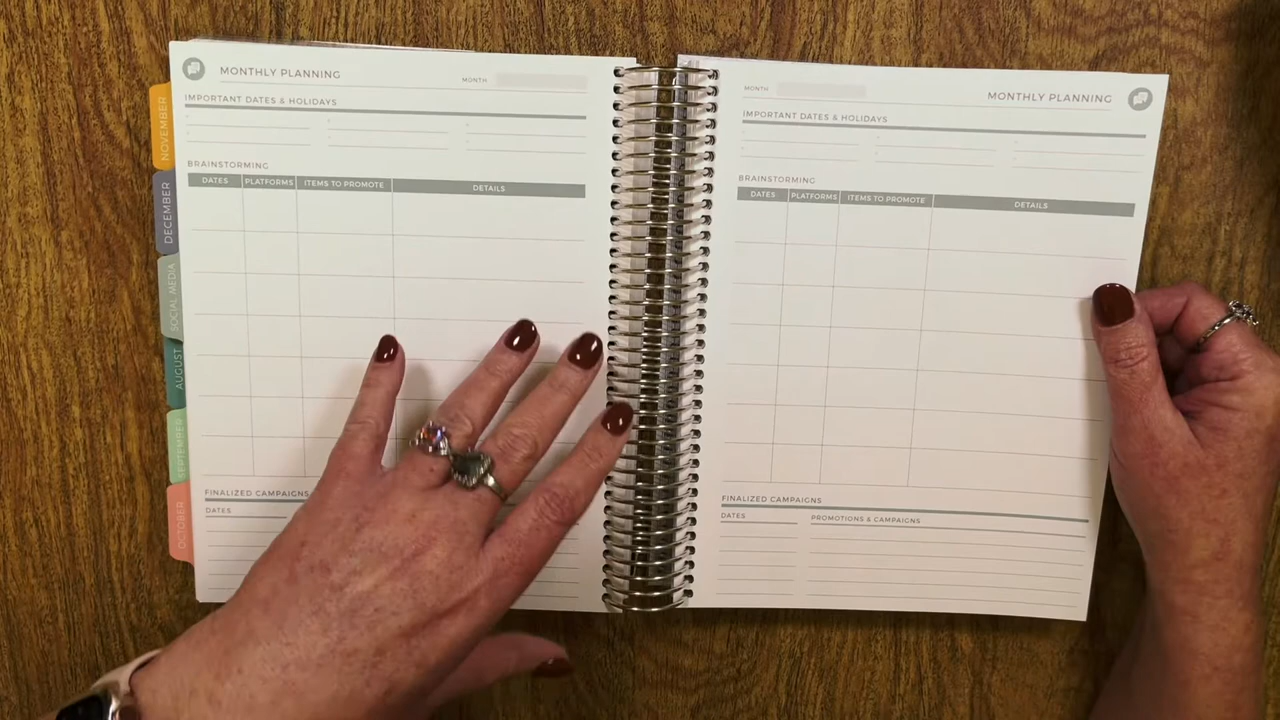 MONTHLY PLANNING
MONTH
IMPORTANT DATES & HOLIDAYS
BRAINSTORMING
DATES PLATFORMS ITEMS TO PROMOTE DETAILS
FINALIZED CAMPAIGNS
DATES
NOVEMBER
DECEMBER
SOCIAL MEDIA
AUGUST
SEPTEMBER
OCTOBER
MONTH
MONTHLY PLANNING
IMPORTANT DATES & HOLIDAYS
BRAINSTORMING
DATES PLATFORMS ITEMS TO PROMOTE DETAILS
FINALIZED CAMPAIGNS
DATES PROMOTIONS & CAMPAIGNS